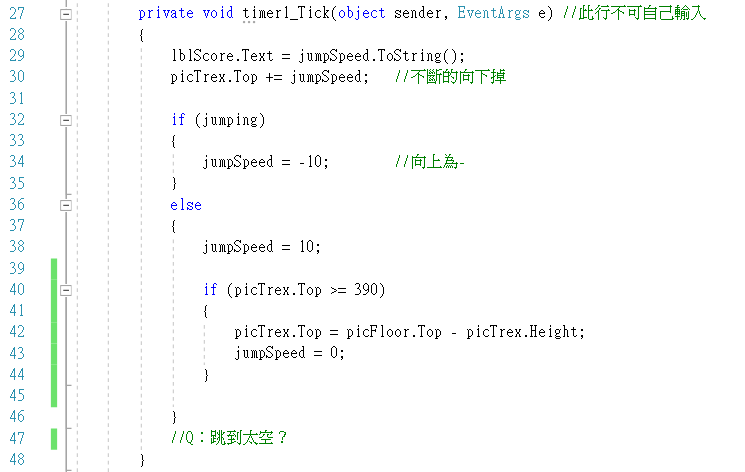 27 private void timer1_Tick(object sender, EventArgs e) //此行不可自己輸入
28 {
29 lblScore.Text = jumpSpeed.ToString();
30 picTrex.Top += jumpSpeed; //不斷的向下掉
31
32 if (jumping)
33 {
34 jumpSpeed = -10; //向上為-
35 }
36 else
37 {
38 jumpSpeed = 10;
39
40 if (picTrex.Top >= 390)
41 {
42 picTrex.Top = picFloor.Top - picTrex.Height;
43 jumpSpeed = 0;
44 }
45
46 }
47 //Q：跳到太空？
48 }